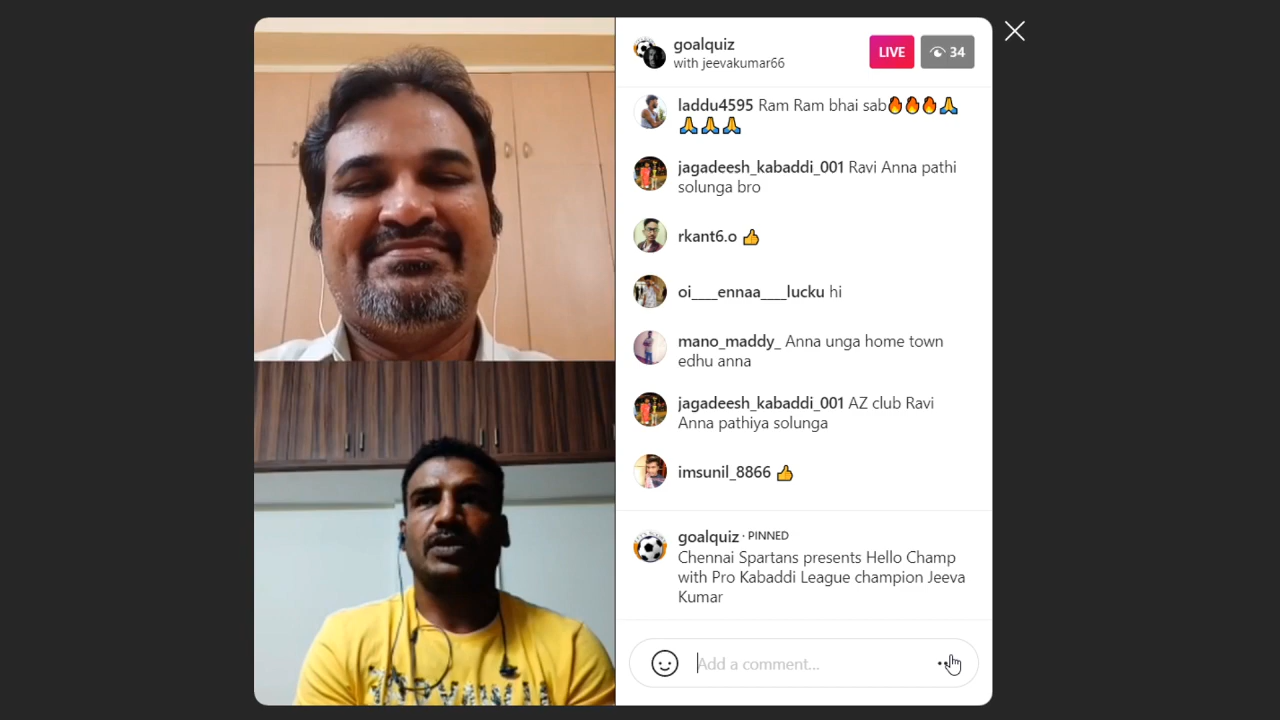 goalquiz
with jeevakumar66
LIVE
34
laddu4595 Ram Ram bhai sab🔥🔥🔥🙏
🙏🙏🙏
jagadeesh_kabaddi_001 Ravi Anna pathi
solunga bro
rkant6.o 👍
oi____ennaa____lucku hi
mano_maddy_ Anna unga home town
edhu anna
jagadeesh_kabaddi_001 AZ club Ravi
Anna pathiya solunga
imsunil_8866 👍
goalquiz · PINNED
Chennai Spartans presents Hello Champ
with Pro Kabaddi League champion Jeeva
Kumar
Add a comment...